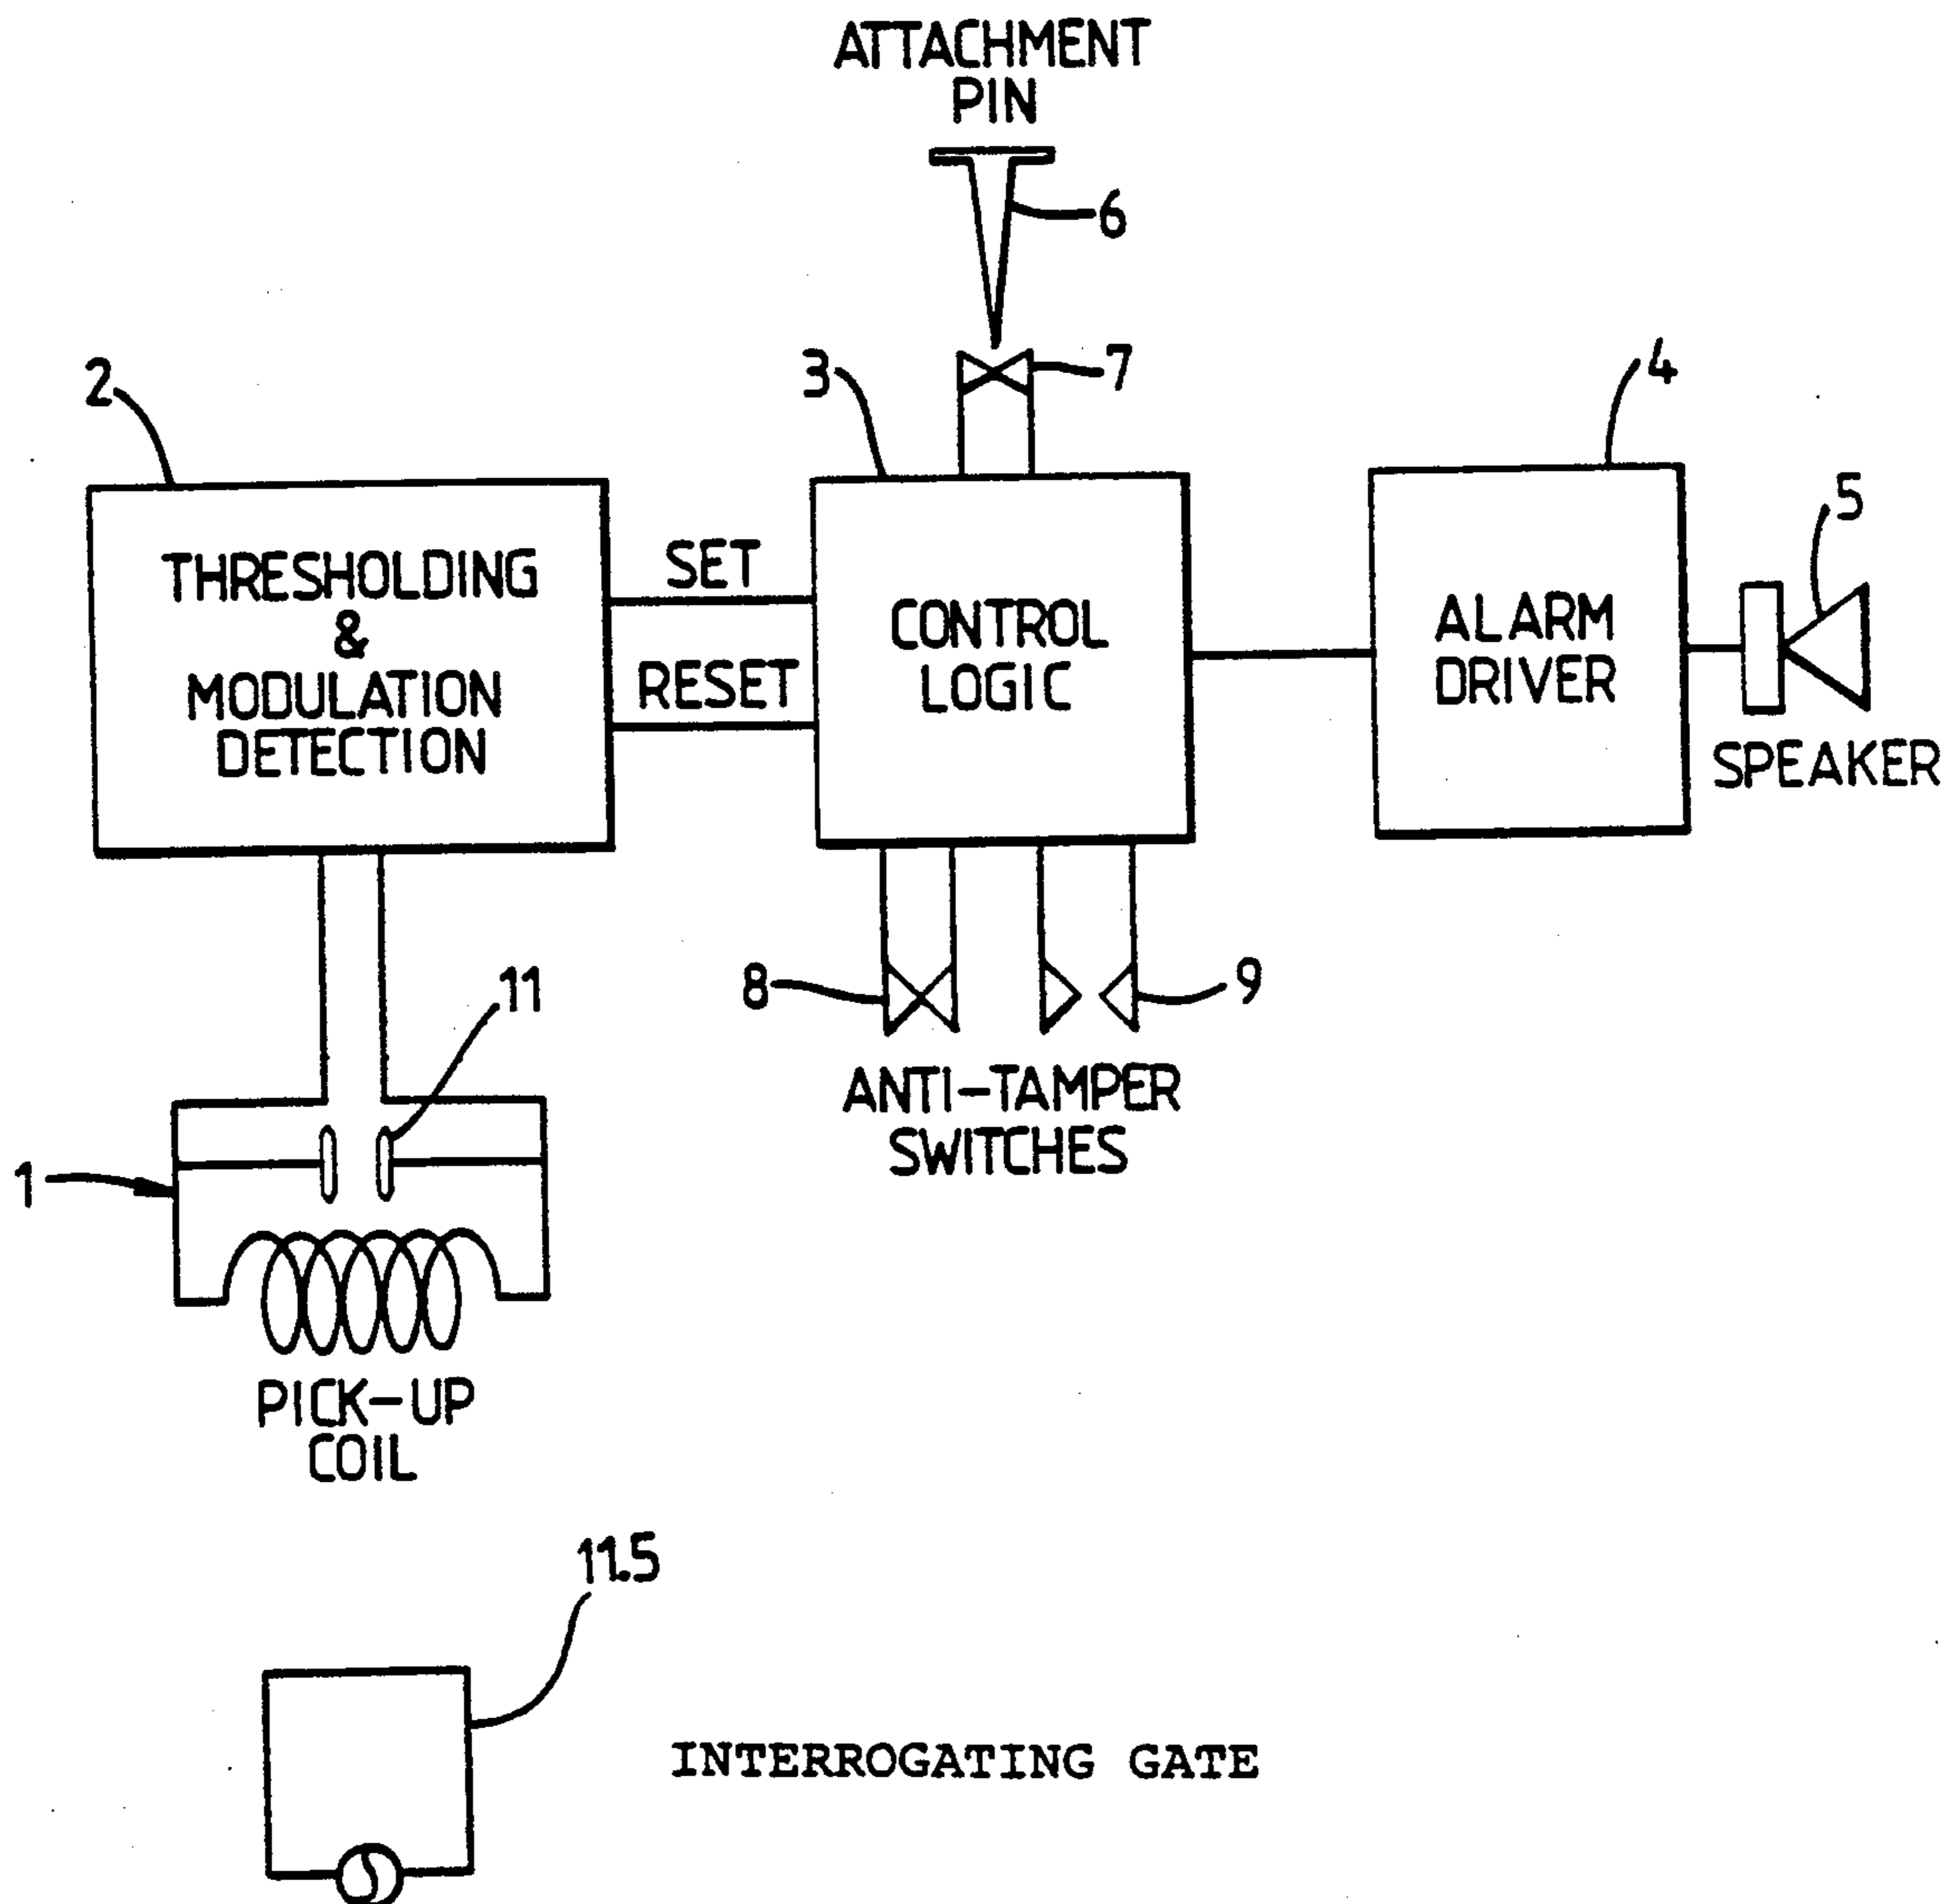 ATTACHMENT
PIN
6
7
3
2
4
5
THRESHOLDING
&
MODULATION
DETECTION
SET
RESET
CONTROL
LOGIC
ALARM
DRIVER
SPEAKER
8
9
ANTI-TAMPER
SWITCHES
11
1
PICK-UP
COIL
11.5
INTERROGATING GATE